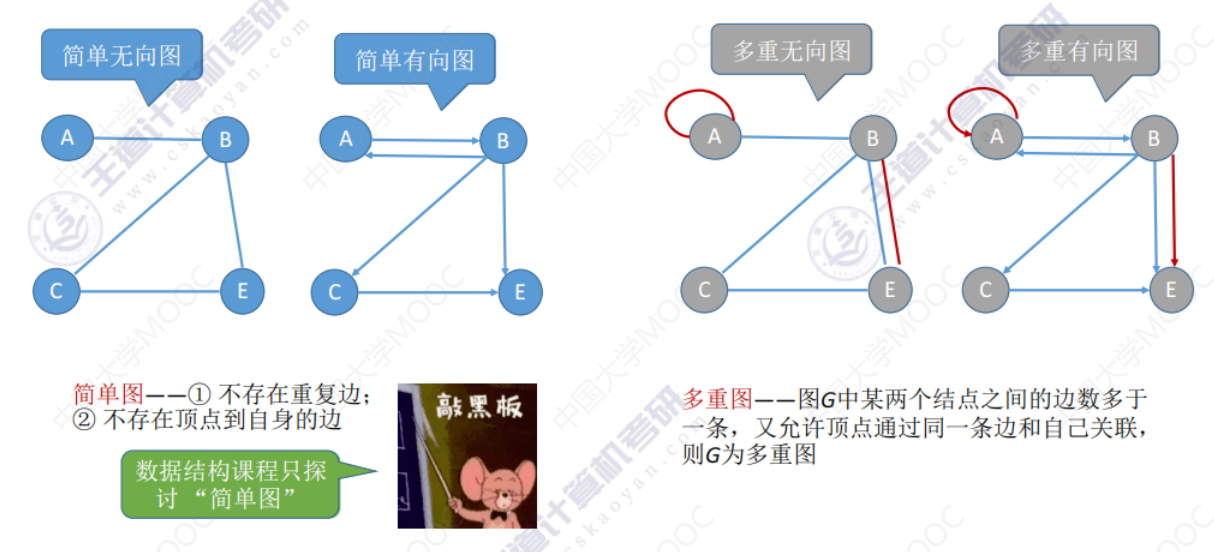 简单无向图
简单有向图
多重无向图
多重有向图
A
B
A
B
A
B
A
B
C
E
C
E
C
E
C
E
简单图——① 不存在重复边；
② 不存在顶点到自身的边
敲黑板
数据结构课程只探
讨 “简单图”
多重图——图G中某两个结点之间的边数多于
一条，又允许顶点通过同一条边和自己关联，
则G为多重图
王道计算机考研
www.cskaoyan.com
中国大学MOOC